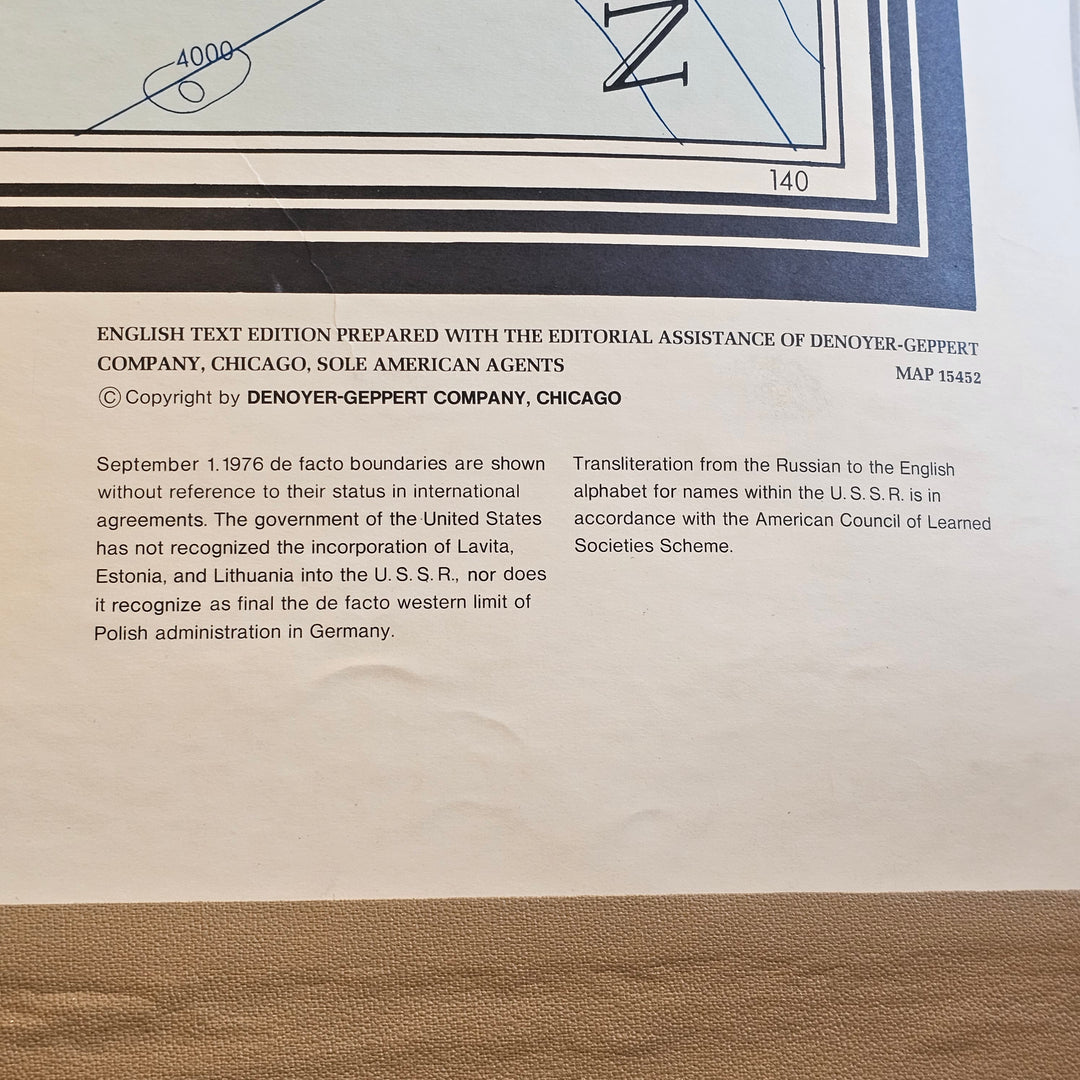 4000
N
140
ENGLISH TEXT EDITION PREPARED WITH THE EDITORIAL ASSISTANCE OF DENOYER-GEPPERT
COMPANY, CHICAGO, SOLE AMERICAN AGENTS
MAP 15452
© Copyright by DENOYER-GEPPERT COMPANY, CHICAGO
September 1.1976 de facto boundaries are shown
without reference to their status in international
agreements. The government of the United States
has not recognized the incorporation of Lavita,
Estonia, and Lithuania into the U. S. S. R., nor does
it recognize as final the de facto western limit of
Polish administration in Germany.
Transliteration from the Russian to the English
alphabet for names within the U. S. S. R. is in
accordance with the American Council of Learned
Societies Scheme.